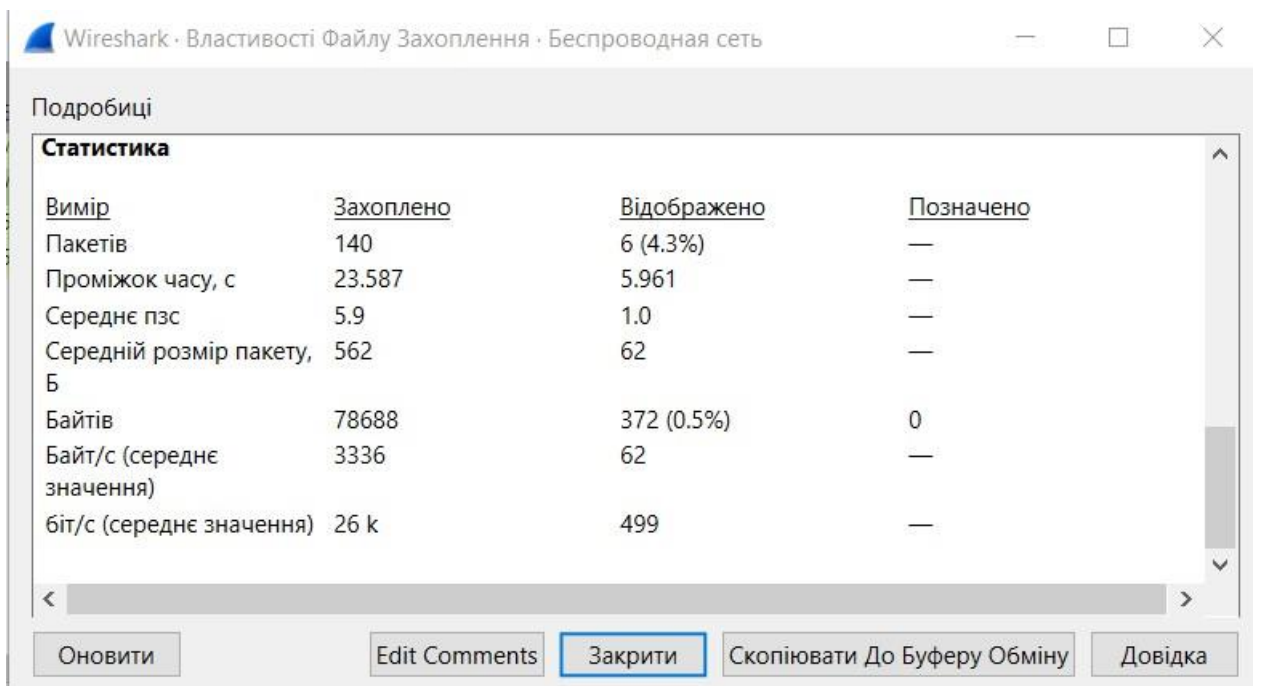 Wireshark · Властивості Файлу Захоплення · Беспроводная сеть
Подробиці
Статистика
Вимір Захоплено Відображено Позначено
Пакетів 140 6 (4.3%) —
Проміжок часу, с 23.587 5.961 —
Середнє пзс 5.9 1.0 —
Середній розмір пакету, 562 62 —
Б
Байтів 78688 372 (0.5%) 0
Байт/с (середнє 3336 62 —
значення)
біт/с (середнє значення) 26 k 499 —
Оновити Edit Comments Закрити Скопіювати До Буферу Обміну Довідка